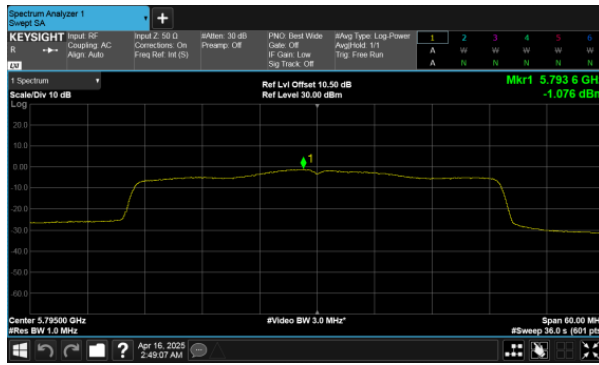 Spectrum Analyzer 1
Swept SA
+
KEYSIGHT Input: RF Input Z: 50 Ω #Atten: 30 dB PNO: Best Wide #Avg Type: Log-Power 1 2 3 4 5 6
R Coupling: AC Corrections: On Preamp: Off Gate: Off Avg|Hold: 1/1 A W W W W W
Align: Auto Freq Ref: Int (S) IF Gain: Low Trig: Free Run A N N N N N
LXI Sig Track: Off
1 Spectrum Ref Lvl Offset 10.50 dB Mkr1 5.793 6 GH
Scale/Div 10 dB Ref Level 30.00 dBm -1.076 dBm
Log
20.0
10.0
1
0.00
-10.0
-20.0
-30.0
-40.0
-50.0
-60.0
Center 5.79500 GHz #Video BW 3.0 MHz* Span 60.00 MH
#Res BW 1.0 MHz #Sweep 36.0 s (601 pts
? Apr 16, 2025
2:49:07 AM